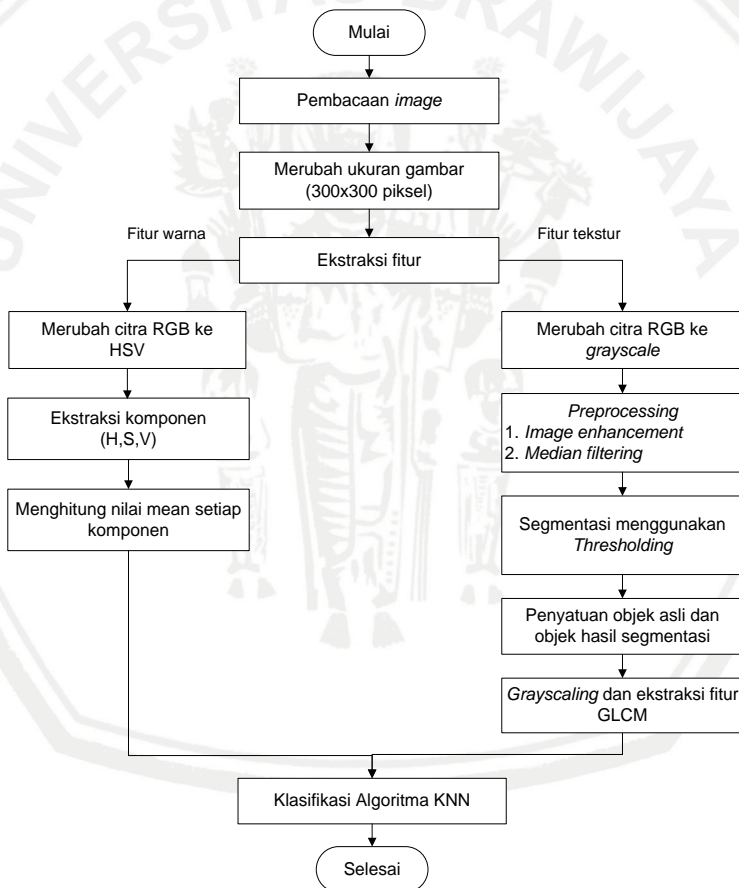 UNIVERSITAS BRAWIJAYA
Mulai
Pembacaan image
Merubah ukuran gambar
(300x300 piksel)
Fitur warna
Fitur tekstur
Ekstraksi fitur
Merubah citra RGB ke
HSV
Ekstraksi komponen
(H,S,V)
Menghitung nilai mean setiap
komponen
Merubah citra RGB ke
grayscale
Preprocessing
1. Image enhancement
2. Median filtering
Segmentasi menggunakan
Thresholding
Penyatuan objek asli dan
objek hasil segmentasi
Grayscaling dan ekstraksi fitur
GLCM
Klasifikasi Algoritma KNN
Selesai